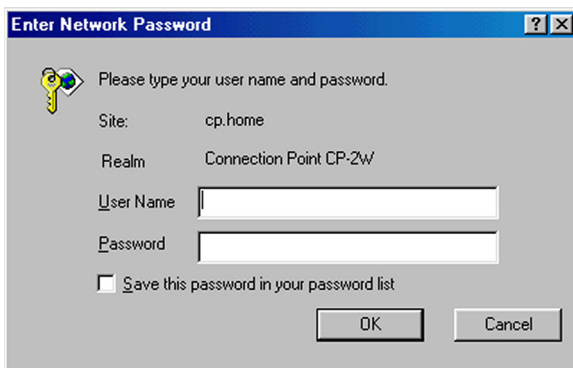 Enter Network Password
Please type your user name and password.
Site: cp.home
Realm Connection Point CP-2W
User Name
Password
Save this password in your password list
OK Cancel